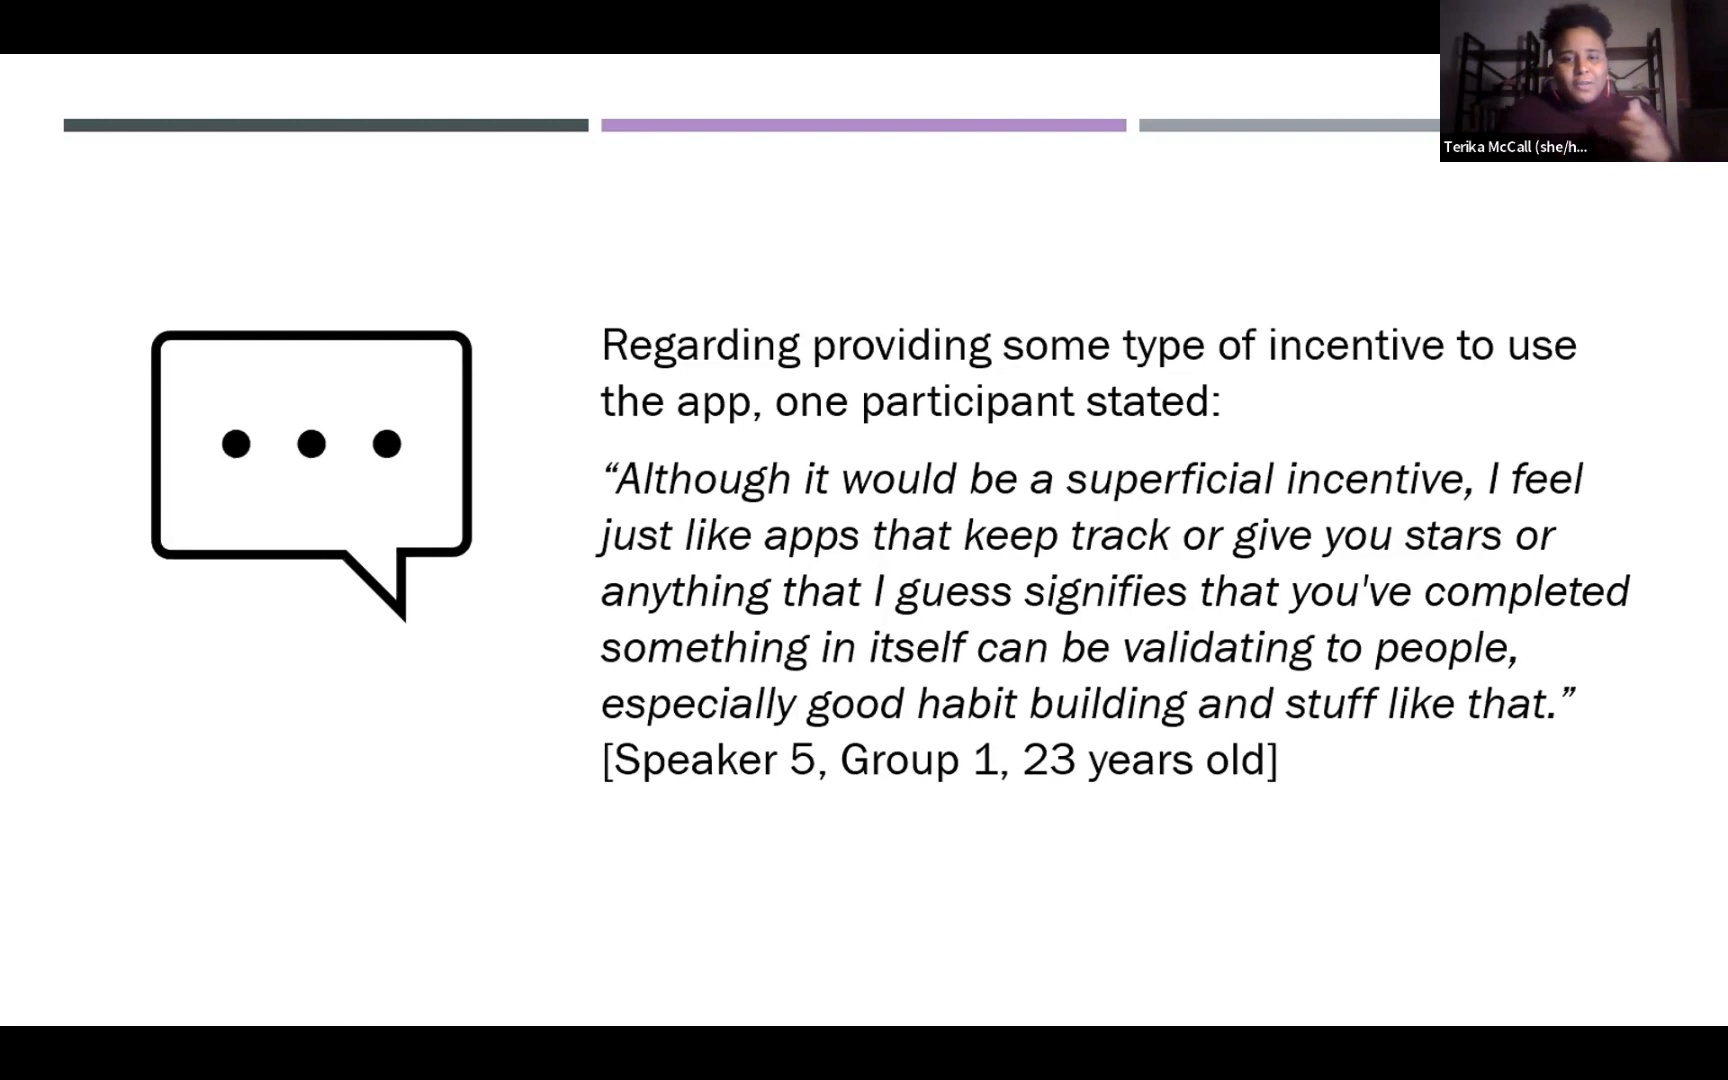 Terika McCall (she/h...
Regarding providing some type of incentive to use
the app, one participant stated:
“Although it would be a superficial incentive, I feel
just like apps that keep track or give you stars or
anything that I guess signifies that you've completed
something in itself can be validating to people,
especially good habit building and stuff like that.”
[Speaker 5, Group 1, 23 years old]